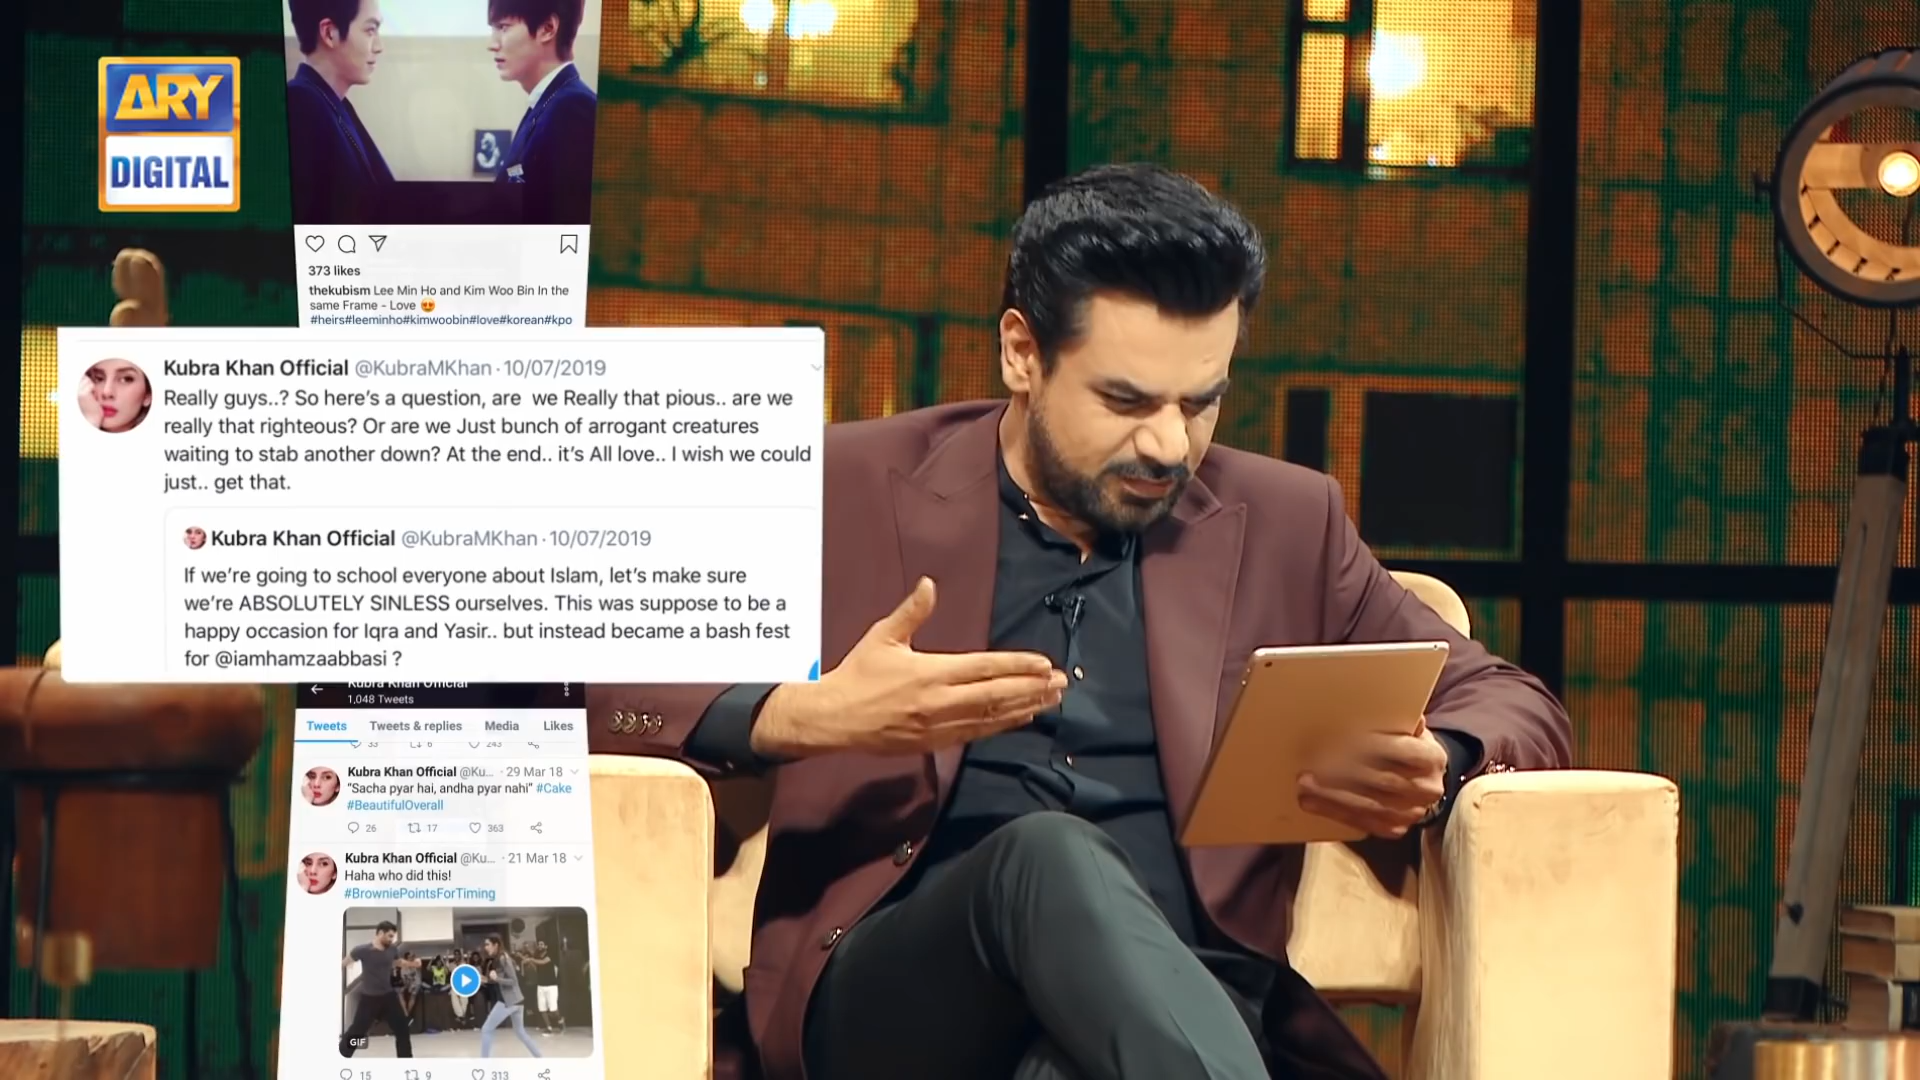 ARY
DIGITAL
373 likes
thekubism Lee Min Ho and Kim Woo Bin In the
same Frame - Love 😍
#heirs#leeminho#kimwoobin#love#korean#kpo
Kubra Khan Official @KubraMKhan · 10/07/2019
Really guys..? So here's a question, are we Really that pious.. are we
really that righteous? Or are we Just bunch of arrogant creatures
waiting to stab another down? At the end.. it's All love.. I wish we could
just.. get that.
Kubra Khan Official @KubraMKhan · 10/07/2019
If we're going to school everyone about Islam, let's make sure
we're ABSOLUTELY SINLESS ourselves. This was suppose to be a
happy occasion for Iqra and Yasir.. but instead became a bash fest
for @iamhamzaabbasi ?
Kubra Khan Official
1,048 Tweets
Tweets Tweets & replies Media Likes
33 6 243
Kubra Khan Official @Ku... · 29 Mar 18
"Sacha pyar hai, andha pyar nahi" #Cake
#BeautifulOverall
26 17 363
Kubra Khan Official @Ku... · 21 Mar 18
Haha who did this!
#BrowniePointsForTiming
GIF
15 9 313